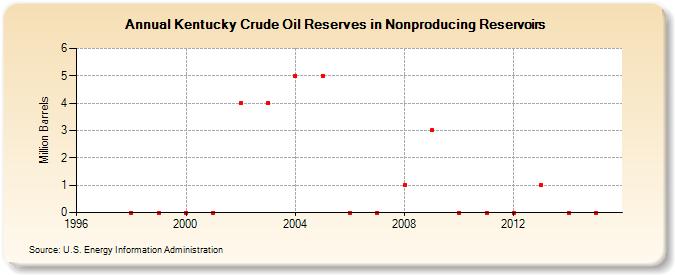 Annual Kentucky Crude Oil Reserves in Nonproducing Reservoirs
Million Barrels
6
5
4
3
2
1
0
1996 2000 2004 2008 2012
Source: U.S. Energy Information Administration